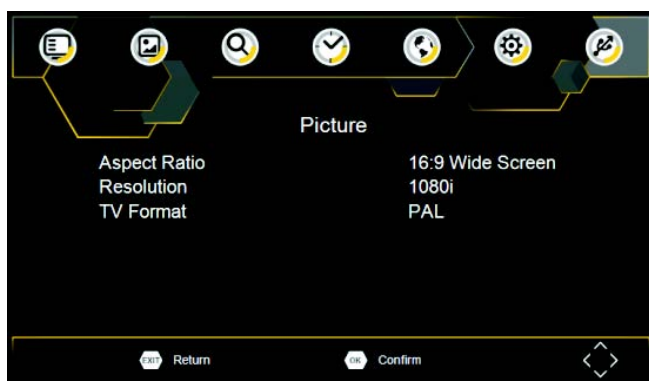 Picture
Aspect Ratio 16:9 Wide Screen
Resolution 1080i
TV Format PAL
EXIT Return OK Confirm